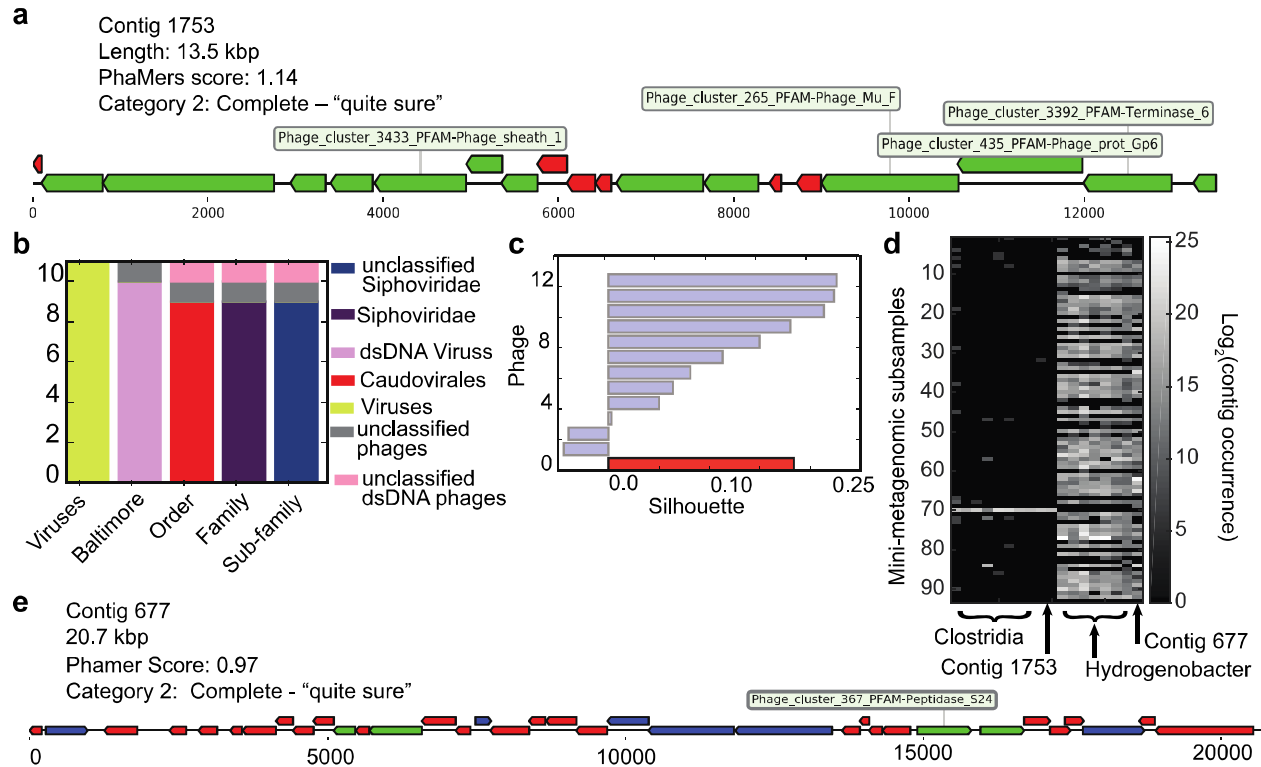 a
Contig 1753
Length: 13.5 kbp
PhaMers score: 1.14
Category 2: Complete – “quite sure”
Phage_cluster_265_PFAM-Phage_Mu_F
Phage_cluster_3392_PFAM-Terminase_6
Phage_cluster_3433_PFAM-Phage_sheath_1
Phage_cluster_435_PFAM-Phage_prot_Gp6
0 2000 4000 6000 8000 10000 12000
b
10
8
6
4
2
0
Viruses
Baltimore
Order
Family
Sub-family
unclassified
Siphoviridae
Siphoviridae
dsDNA Viruss
Caudovirales
Viruses
unclassified
phages
unclassified
dsDNA phages
c
Phage
12
8
4
0
0.0 0.10 0.25
Silhouette
d
Mini-metagenomic subsamples
10
20
30
40
50
60
70
80
90
25
20
15
10
5
0
Log2(contig occurrence)
Clostridia
Contig 1753
Contig 677
Hydrogenobacter
e
Contig 677
20.7 kbp
Phamer Score: 0.97
Category 2: Complete - “quite sure”
Phage_cluster_367_PFAM-Peptidase_S24
0 5000 10000 15000 20000